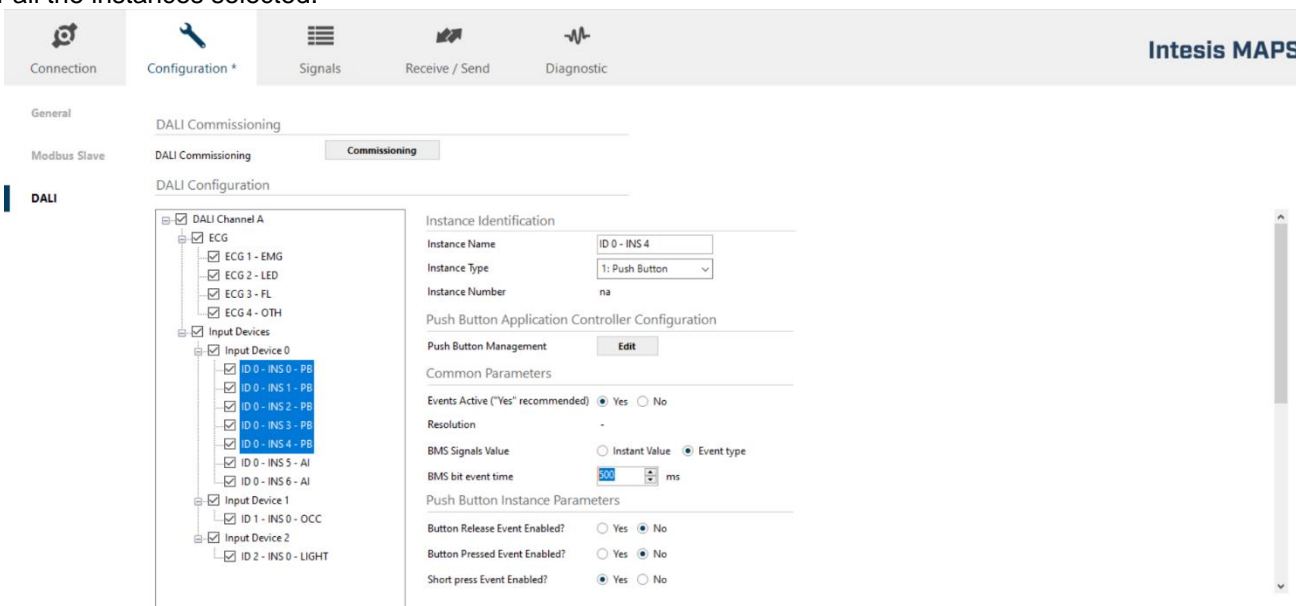 all the instances selected.
Connection
Configuration *
Signals
Receive / Send
Diagnostic
Intesis MAPS
General
Modbus Slave
DALI
DALI Commissioning
DALI Commissioning
Commissioning
DALI Configuration
DALI Channel A
ECG
ECG 1 - EMG
ECG 2 - LED
ECG 3 - FL
ECG 4 - OTH
Input Devices
Input Device 0
ID 0 - INS 0 - PB
ID 0 - INS 1 - PB
ID 0 - INS 2 - PB
ID 0 - INS 3 - PB
ID 0 - INS 4 - PB
ID 0 - INS 5 - AI
ID 0 - INS 6 - AI
Input Device 1
ID 1 - INS 0 - OCC
Input Device 2
ID 2 - INS 0 - LIGHT
Instance Identification
Instance Name ID 0 - INS 4
Instance Type 1: Push Button
Instance Number na
Push Button Application Controller Configuration
Push Button Management Edit
Common Parameters
Events Active ("Yes" recommended) Yes No
Resolution -
BMS Signals Value Instant Value Event type
BMS bit event time 500 ms
Push Button Instance Parameters
Button Release Event Enabled? Yes No
Button Pressed Event Enabled? Yes No
Short press Event Enabled? Yes No